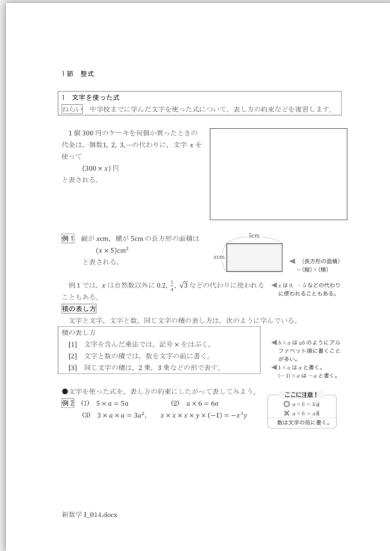 1節　整式
1　文字を使った式
ねらい　中学校までに学んだ文字を使った式について，表し方の約束などを復習します。
1個300円のケーキを何個か買ったときの
代金は，個数1, 2, 3,…の代わりに，文字 x を
使って
(300 × x) 円
と表される。
例1　縦が xcm，横が 5cm の長方形の面積は
(x × 5)cm²
と表される。
5cm
xcm
◀（長方形の面積）
＝（縦）×（横）
例1では，x は自然数以外に 0.2, 1/4, √3 などの代わりに使われる
こともある。
◀x は 0, −5 などの代わり
に使われることもある。
積の表し方
文字と文字，文字と数，同じ文字の積の表し方は，次のように学んでいる。
積の表し方
[1]　文字を含んだ乗法では，記号 × をはぶく。
[2]　文字と数の積では，数を文字の前に書く。
[3]　同じ文字の積は，2乗，3乗などの形で表す。
◀b × a は ab のようにアル
ファベット順に書くこと
が多い。
◀1 × a は a と書く。
(−1) × a は −a と書く。
●文字を使った式を，表し方の約束にしたがって表してみよう。
例2　(1)　5 × a = 5a　(2)　a × 6 = 6a
(3)　3 × a × a = 3a²,　x × x × x × y × (−1) = −x³y
ここに注意！
○ a × 6 = 6a
× a × 6 = a6
数は文字の前に書く。
新数学Ⅰ_014.docx